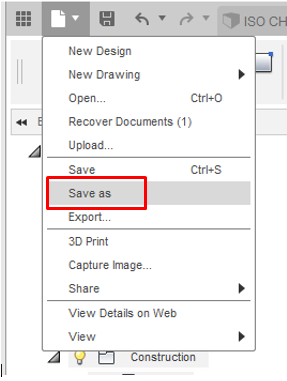 ISO CH
New Design
New Drawing
Open... Ctrl+O
Recover Documents (1)
Upload...
Save Ctrl+S
Save as
Export...
3D Print
Capture Image...
Share
View Details on Web
View
Construction